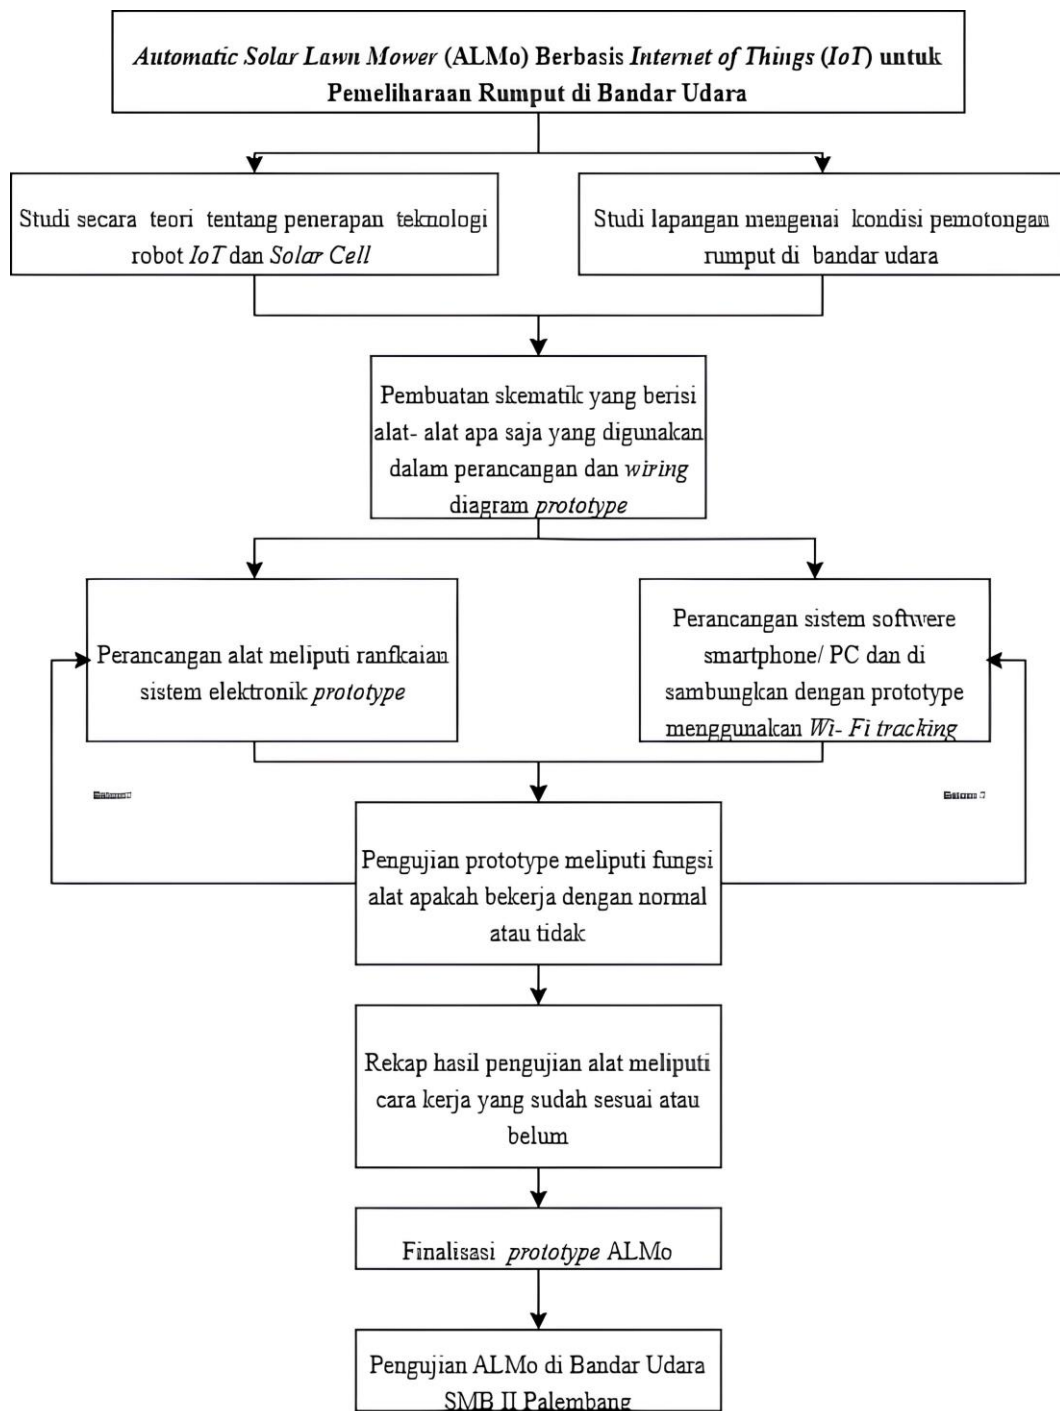 Automatic Solar Lawn Mower (ALMo) Berbasis Internet of Things (IoT) untuk
Pemeliharaan Rumput di Bandar Udara
Studi secara teori tentang penerapan teknologi
robot IoT dan Solar Cell
Studi lapangan mengenai kondisi pemotongan
rumput di bandar udara
Pembuatan skematik yang berisi
alat- alat apa saja yang digunakan
dalam perancangan dan wiring
diagram prototype
Perancangan alat meliputi ranfkaian
sistem elektronik prototype
Perancangan sistem softwere
smartphone/ PC dan di
sambungkan dengan prototype
menggunakan Wi- Fi tracking
Pengujian prototype meliputi fungsi
alat apakah bekerja dengan normal
atau tidak
Rekap hasil pengujian alat meliputi
cara kerja yang sudah sesuai atau
belum
Finalisasi prototype ALMo
Pengujian ALMo di Bandar Udara
SMB II Palembang